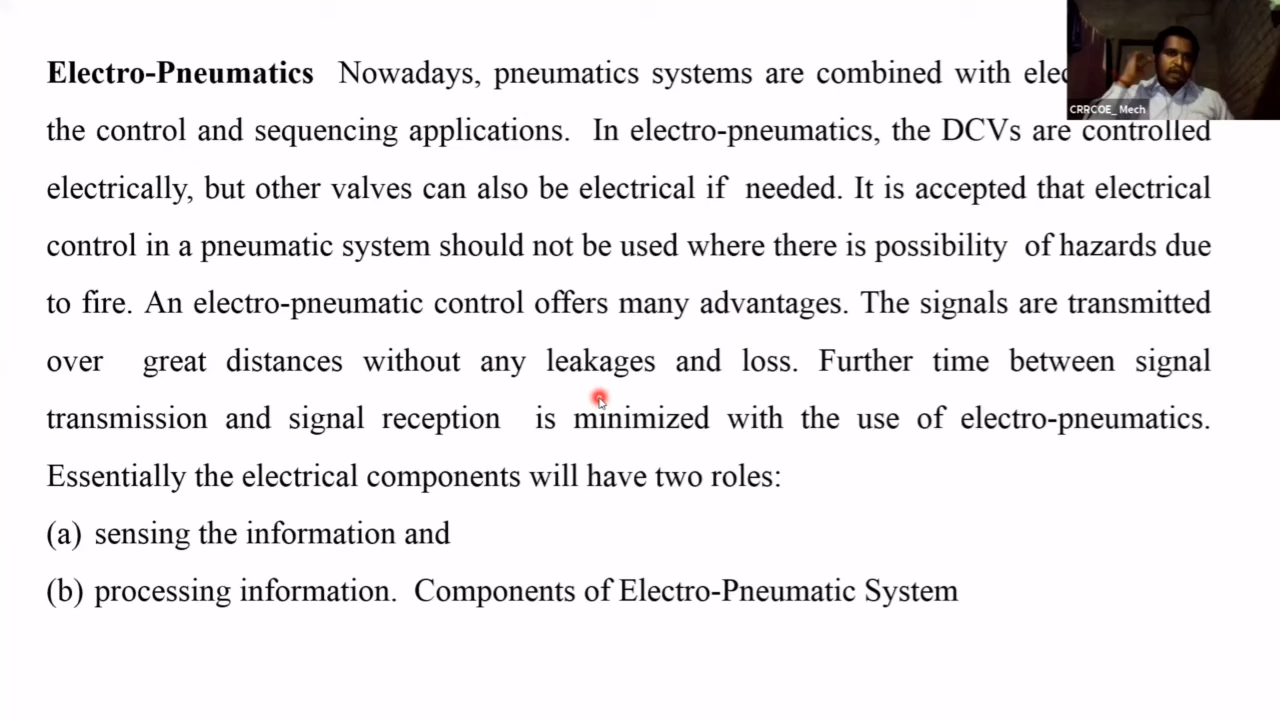 Electro-Pneumatics Nowadays, pneumatics systems are combined with
the control and sequencing applications. In electro-pneumatics, the DCVs are controlled
electrically, but other valves can also be electrical if needed. It is accepted that electrical
control in a pneumatic system should not be used where there is possibility of hazards due
to fire. An electro-pneumatic control offers many advantages. The signals are transmitted
over great distances without any leakages and loss. Further time between signal
transmission and signal reception is minimized with the use of electro-pneumatics.
Essentially the electrical components will have two roles:
(a) sensing the information and
(b) processing information. Components of Electro-Pneumatic System
CRRCOE_ Mech